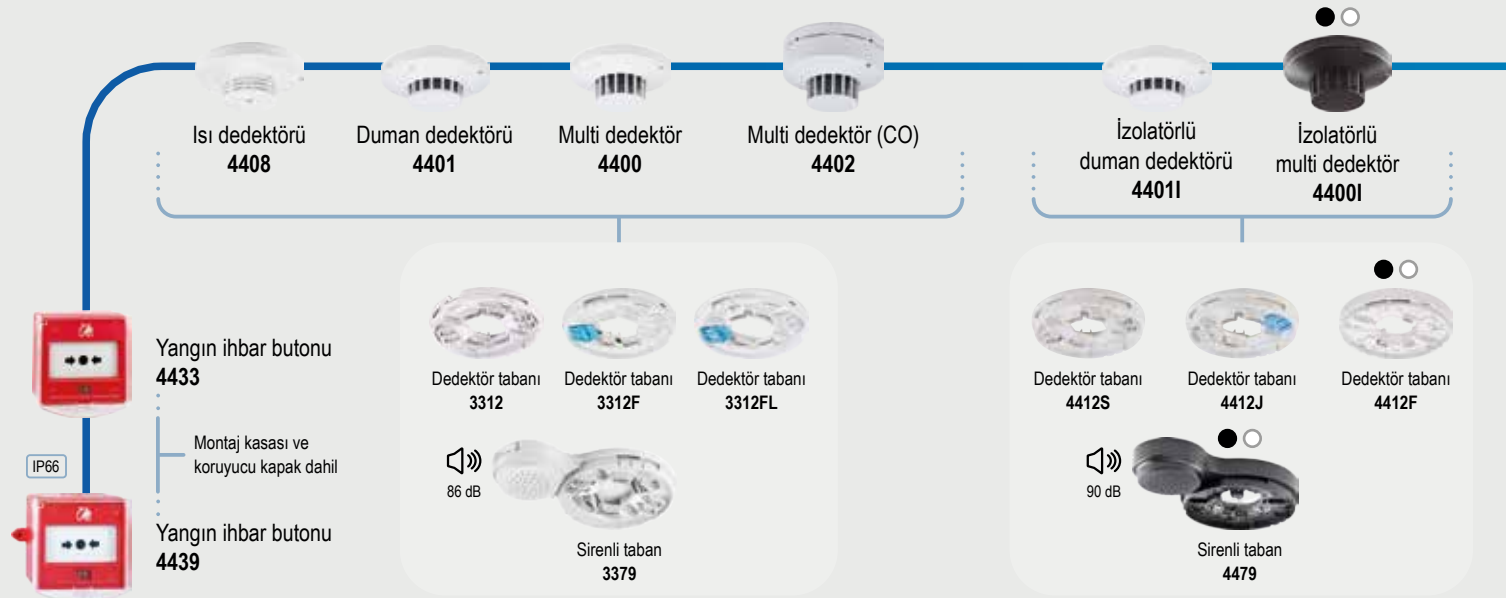 Isı dedektörü
4408
Duman dedektörü
4401
Multi dedektör
4400
Multi dedektör (CO)
4402
İzolatörlü
duman dedektörü
4401I
İzolatörlü
multi dedektör
4400I
Yangın ihbar butonu
4433
Montaj kasası ve
koruyucu kapak dahil
IP66
Yangın ihbar butonu
4439
Dedektör tabanı
3312
Dedektör tabanı
3312F
Dedektör tabanı
3312FL
86 dB
Sirenli taban
3379
Dedektör tabanı
4412S
Dedektör tabanı
4412J
Dedektör tabanı
4412F
90 dB
Sirenli taban
4479